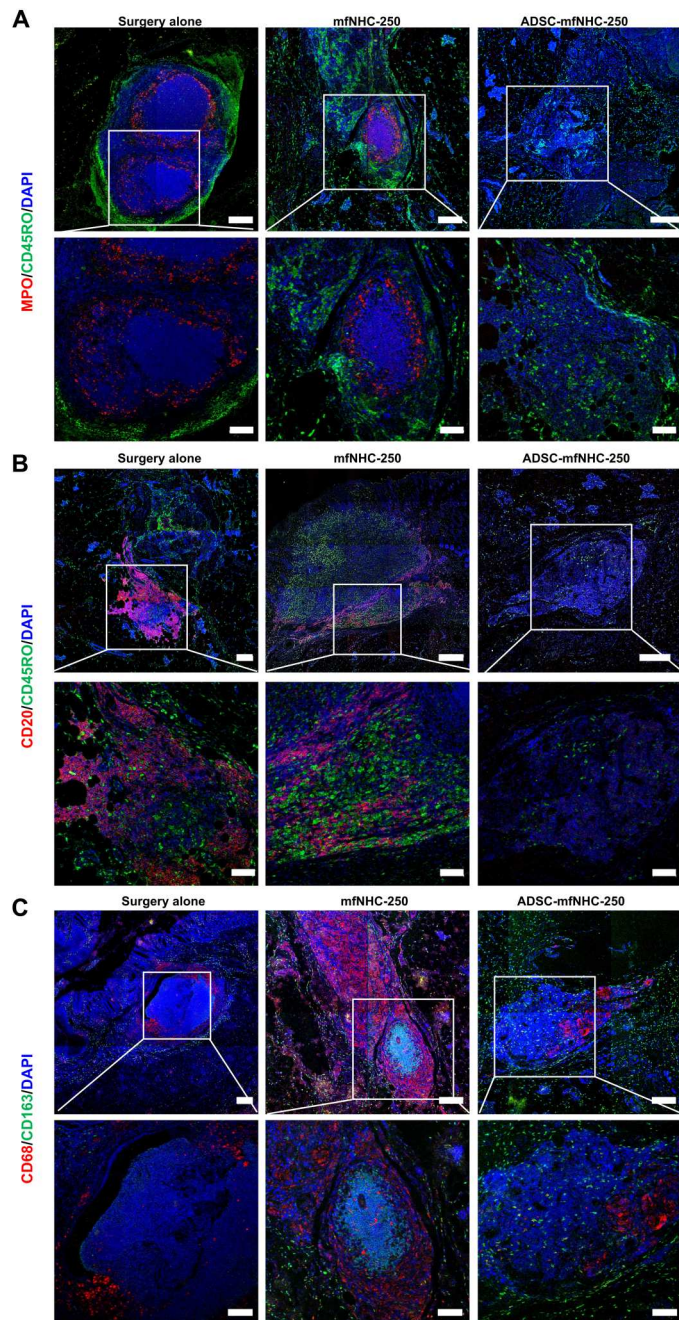 A
Surgery alone
mfNHC-250
ADSC-mfNHC-250
MPO/CD45RO/DAPI
B
Surgery alone
mfNHC-250
ADSC-mfNHC-250
CD20/CD45RO/DAPI
C
Surgery alone
mfNHC-250
ADSC-mfNHC-250
CD68/CD163/DAPI